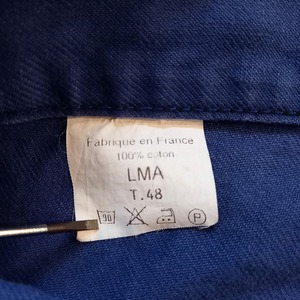 Fabriqué en France
100% coton
LMA
T.48
90 P